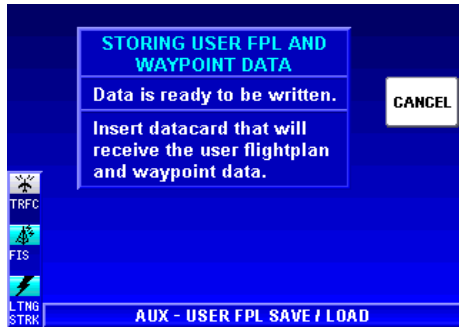 STORING USER FPL AND
WAYPOINT DATA
Data is ready to be written.
Insert datacard that will
receive the user flightplan
and waypoint data.
CANCEL
TRFC
FIS
LTNG
STRK
AUX - USER FPL SAVE / LOAD